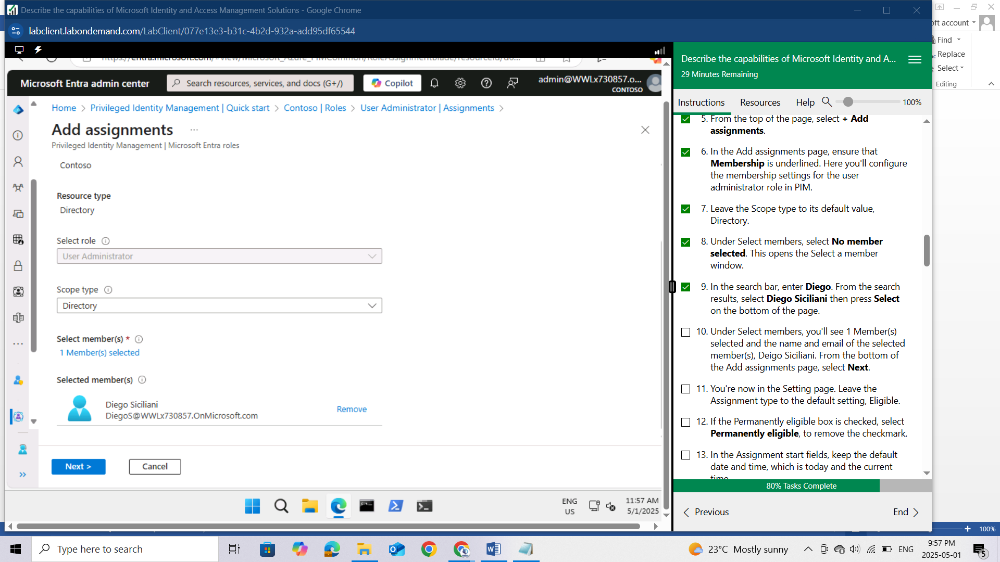 Describe the capabilities of Microsoft Identity and Access Management Solutions - Google Chrome
labclient.labondemand.com/LabClient/077e13e3-b31c-4b2d-932a-add95df65544
Microsoft Entra admin center
Search resources, services, and docs (G+/)
Copilot
admin@WWLx730857.o...
CONTOSO
Home > Privileged Identity Management | Quick start > Contoso | Roles > User Administrator | Assignments >
Add assignments ...
Privileged Identity Management | Microsoft Entra roles
Contoso
Resource type
Directory
Select role
User Administrator
Scope type
Directory
Select member(s) *
1 Member(s) selected
Selected member(s)
Diego Siciliani
DiegoS@WWLx730857.OnMicrosoft.com
Remove
Next >
Cancel
ENG
US
11:57 AM
5/1/2025
Describe the capabilities of Microsoft Identity and A...
29 Minutes Remaining
Instructions
Resources
Help
100%
5. From the top of the page, select + Add
assignments.
6. In the Add assignments page, ensure that
Membership is underlined. Here you'll configure
the membership settings for the user
administrator role in PIM.
7. Leave the Scope type to its default value,
Directory.
8. Under Select members, select No member
selected. This opens the Select a member
window.
9. In the search bar, enter Diego. From the search
results, select Diego Siciliani then press Select
on the bottom of the page.
10. Under Select members, you'll see 1 Member(s)
selected and the name and email of the selected
member(s), Deigo Siciliani. From the bottom of
the Add assignments page, select Next.
11. You're now in the Setting page. Leave the
Assignment type to the default setting, Eligible.
12. If the Permanently eligible box is checked, select
Permanently eligible, to remove the checkmark.
13. In the Assignment start fields, keep the default
date and time, which is today and the current
time
80% Tasks Complete
Previous
End
oft account
Find
Replace
Select
Editing
100%
Type here to search
23°C Mostly sunny
ENG
9:57 PM
2025-05-01
5